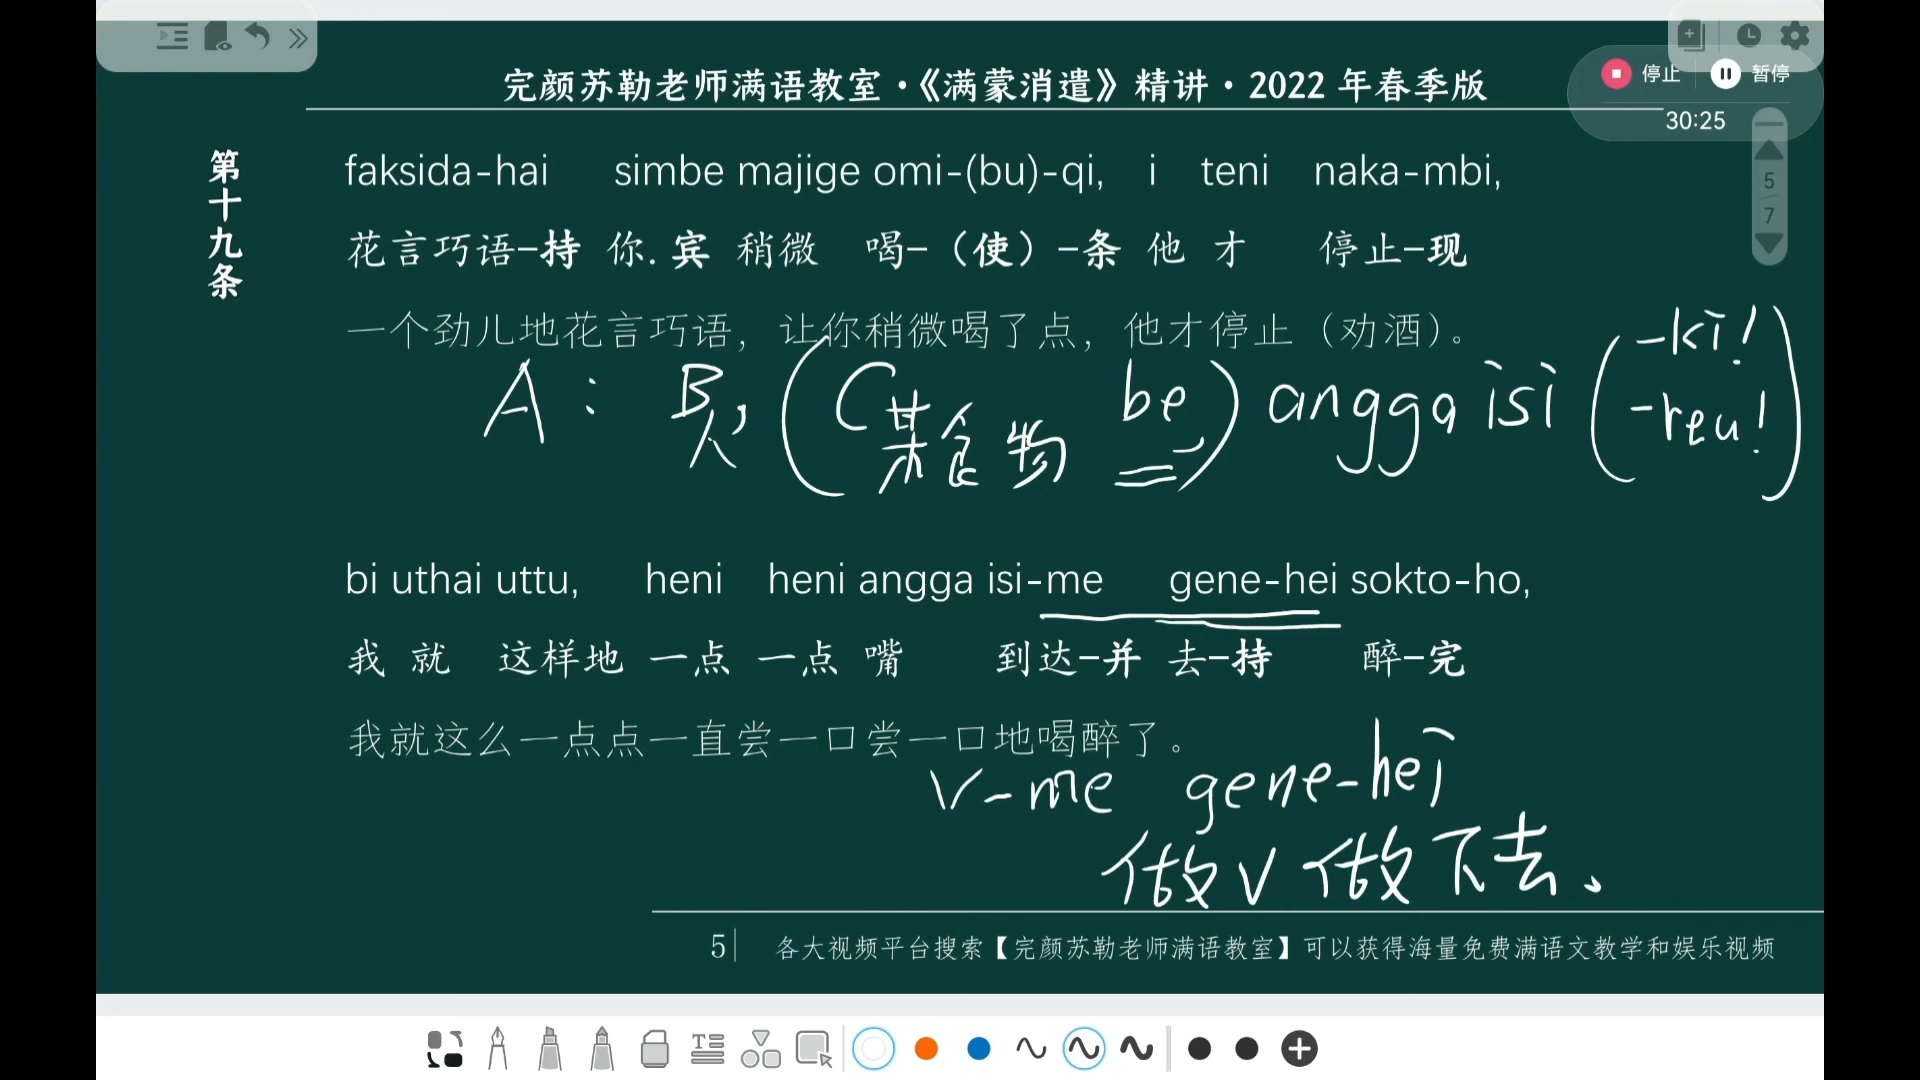 完颜苏勒老师满语教室·《满蒙消遣》精讲·2022 年春季版
停止 暂停
30:25
5
7
第十九条
faksida-hai simbe majige omi-(bu)-qi, i teni naka-mbi,
花言巧语-持 你.宾 稍微 喝-（使）-条 他 才 停止-现
一个劲儿地花言巧语，让你稍微喝了点，他才停止（劝酒）。
A： B人，(C某食物 be) angga isi (-ki! -reu!)
bi uthai uttu, heni heni angga isi-me gene-hei sokto-ho,
我 就 这样地 一点 一点 嘴 到达-并 去-持 醉-完
我就这么一点点一直尝一口尝一口地喝醉了。
V-me gene-hei
做V做下去、
5 各大视频平台搜索【完颜苏勒老师满语教室】可以获得海量免费满语文教学和娱乐视频